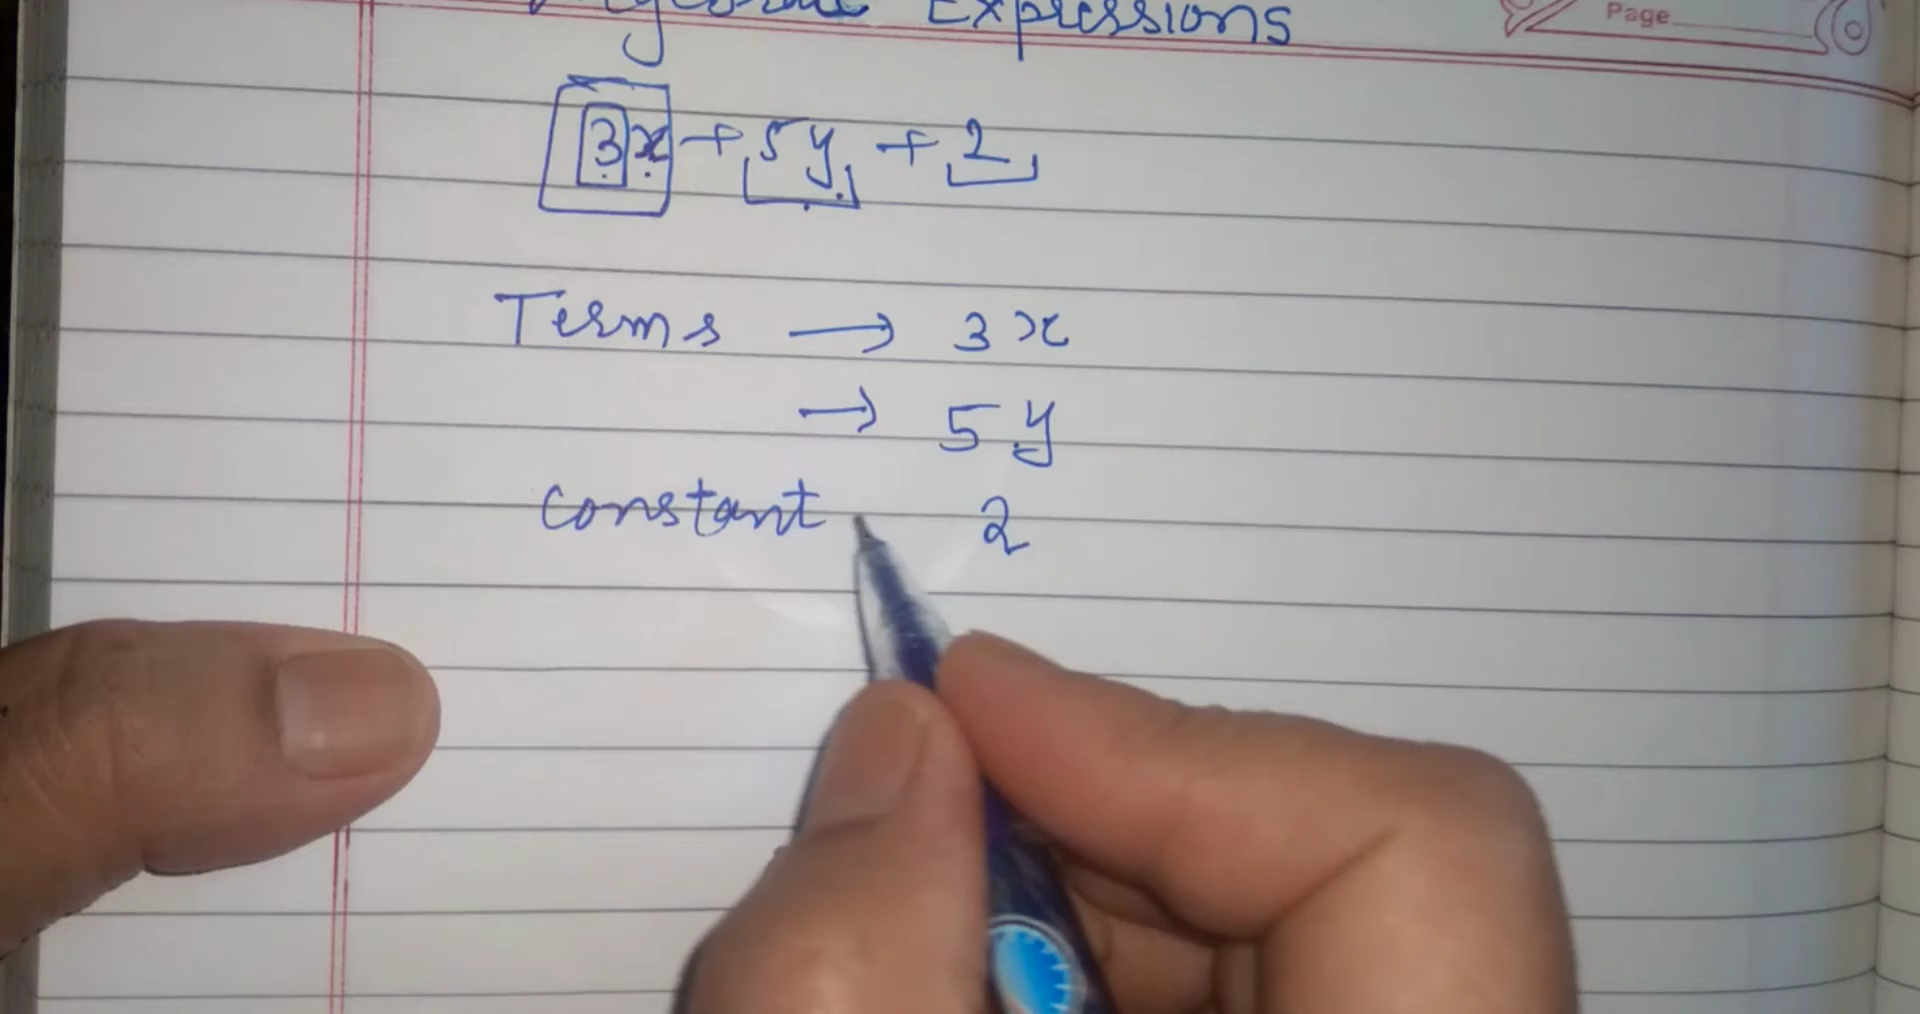 Expressions
Page
3x + 5y + 2
Terms → 3x
→ 5y
constant 2